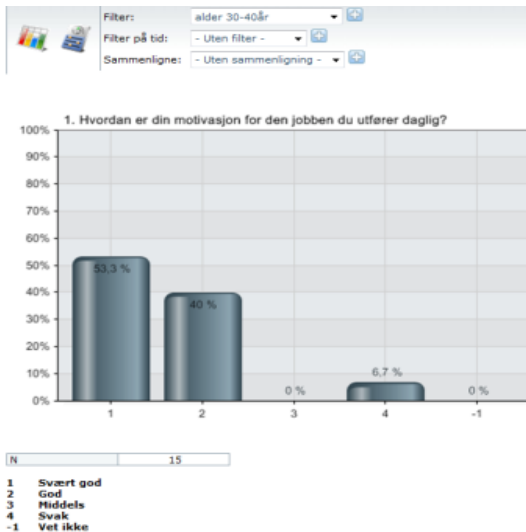 Filter: alder 30-40år
Filter på tid: - Uten filter -
Sammenligne: - Uten sammenligning -
1. Hvordan er din motivasjon for den jobben du utfører daglig?
100%
90%
80%
70%
60%
50%
40%
30%
20%
10%
0%
53,3 %
40 %
0 %
6,7 %
0 %
1 2 3 4 -1
N 15
1 Svært god
2 God
3 Middels
4 Svak
-1 Vet ikke